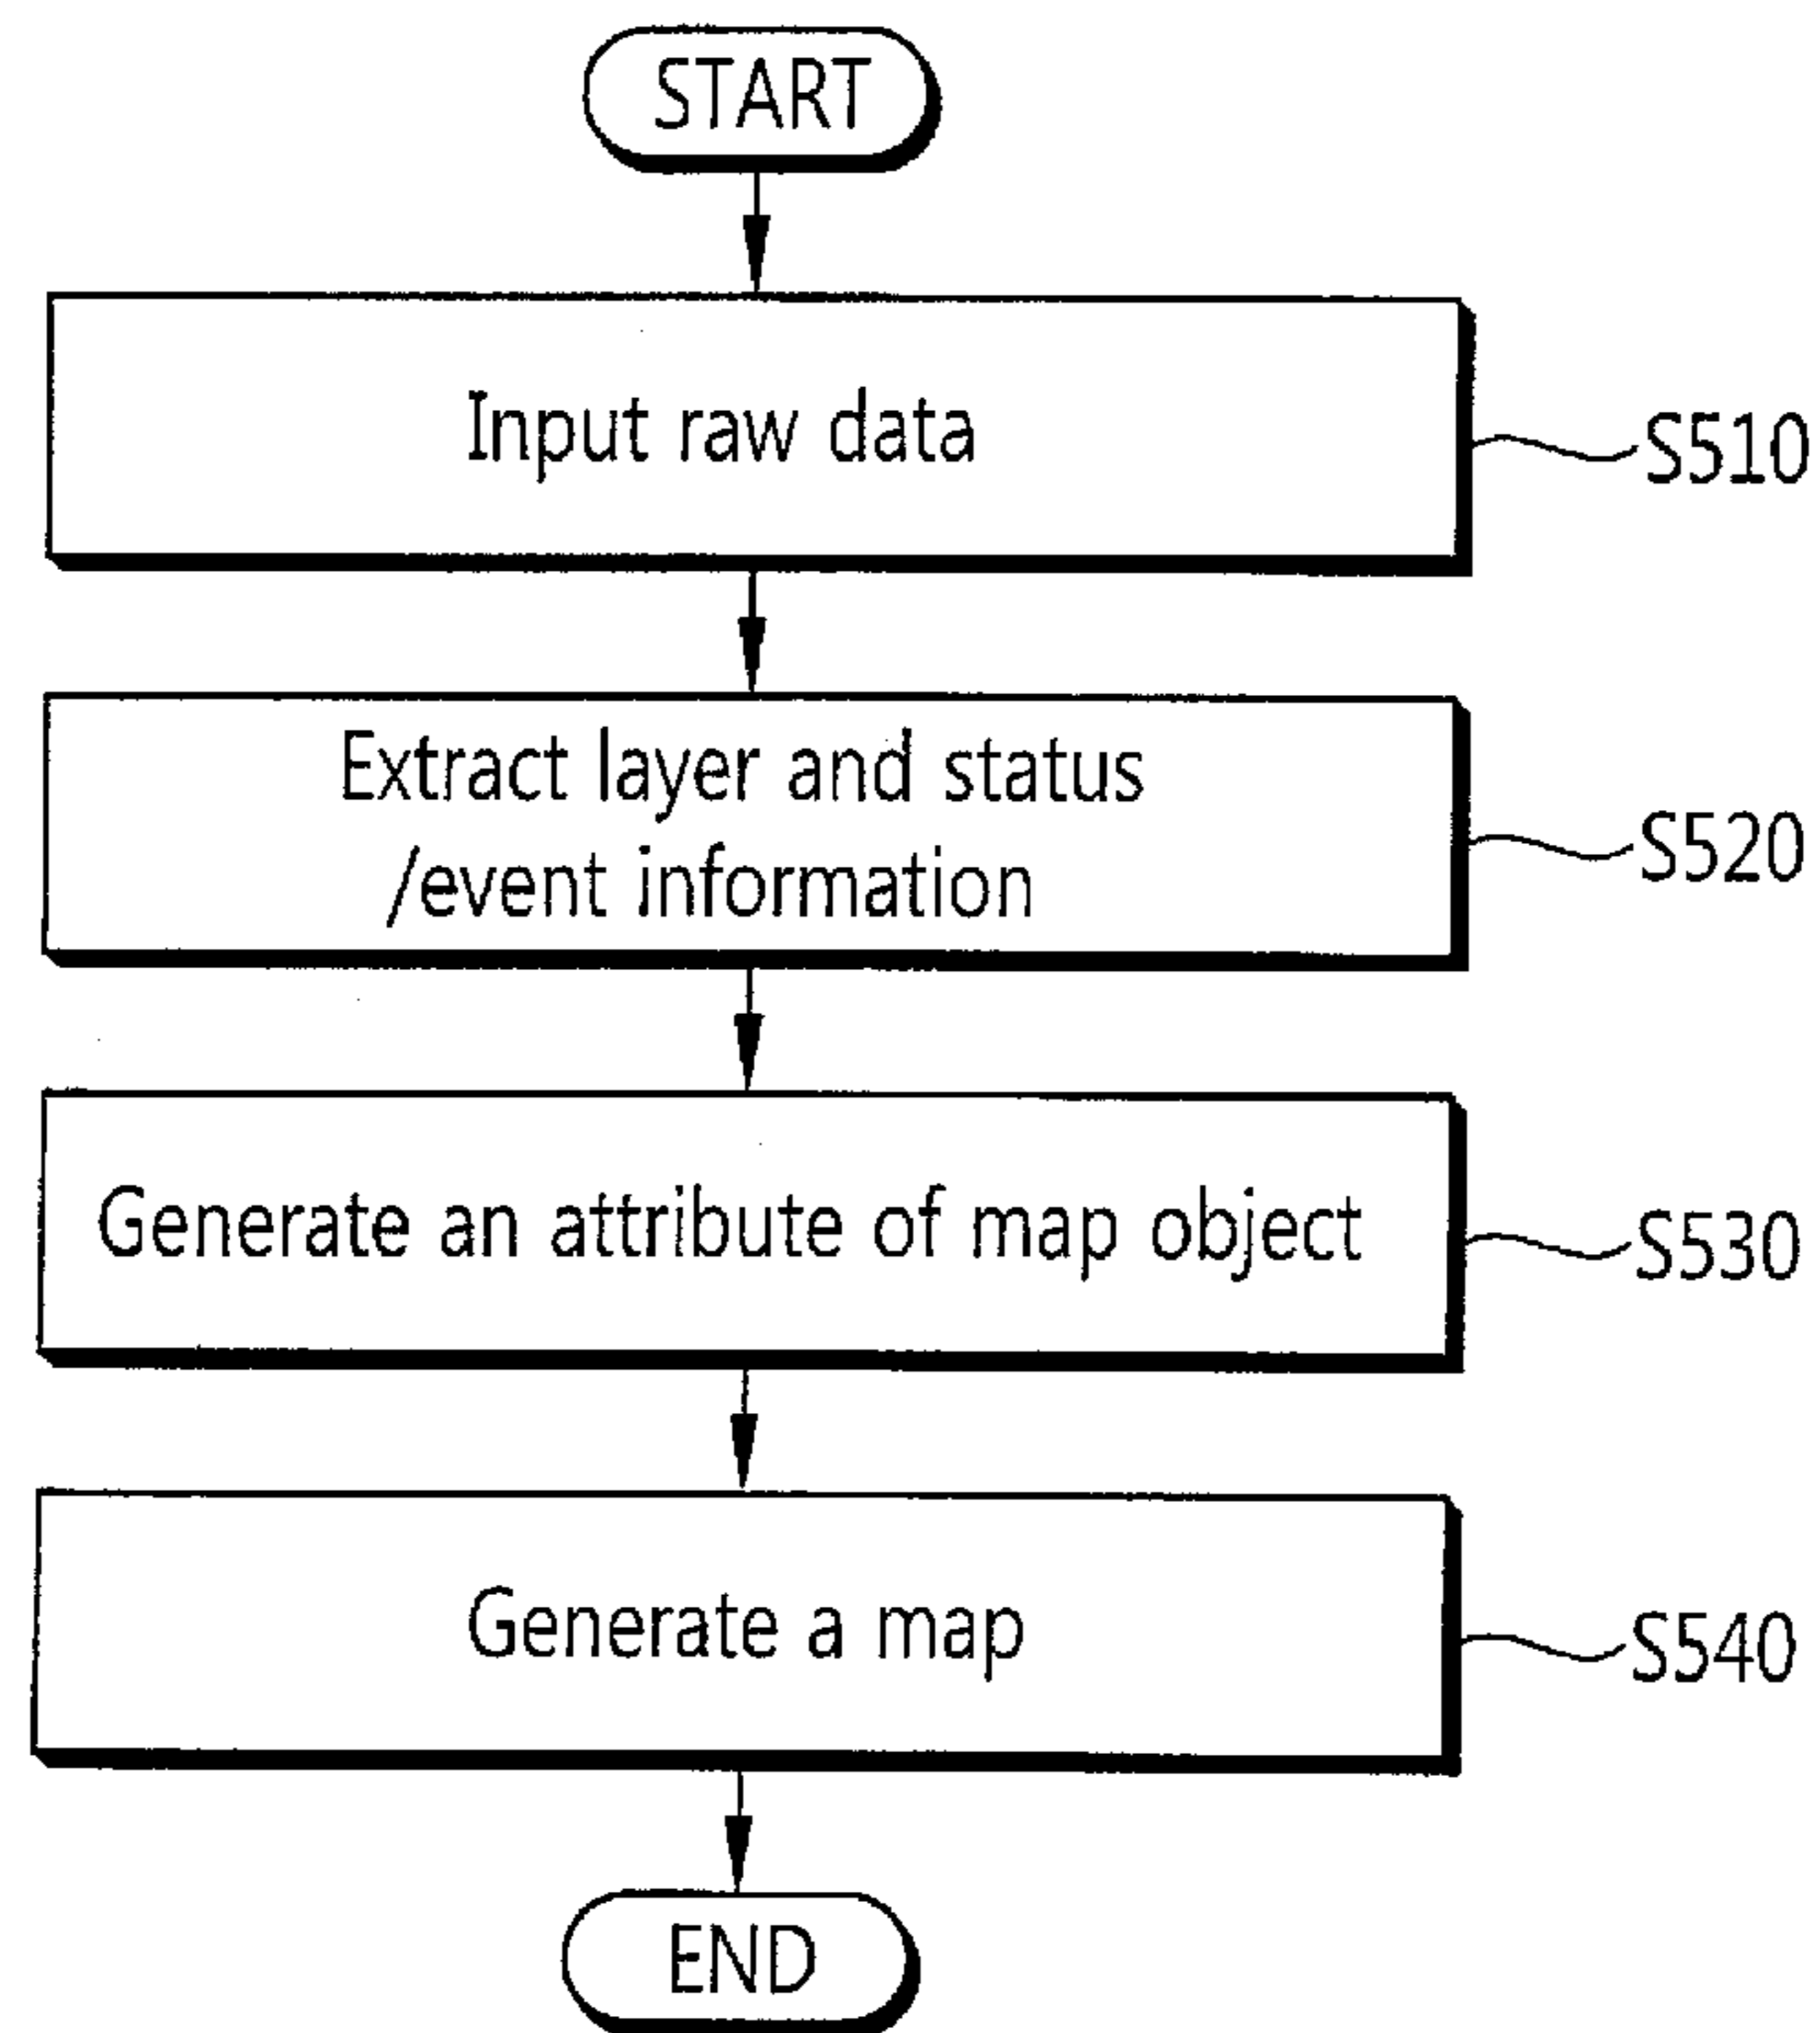 START
Input raw data
S510
Extract layer and status
/event information
S520
Generate an attribute of map object
S530
Generate a map
S540
END